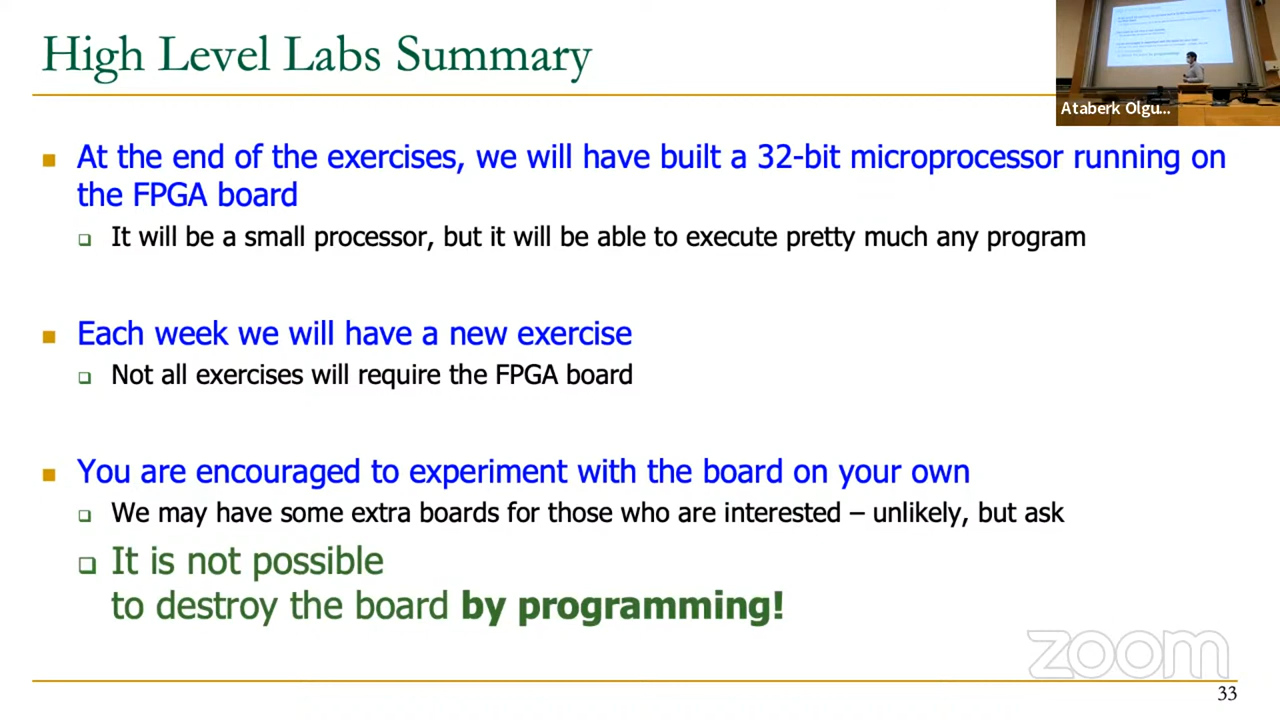 High Level Labs Summary
Ataberk Olgu...
At the end of the exercises, we will have built a 32-bit microprocessor running on
the FPGA board
It will be a small processor, but it will be able to execute pretty much any program
Each week we will have a new exercise
Not all exercises will require the FPGA board
You are encouraged to experiment with the board on your own
We may have some extra boards for those who are interested – unlikely, but ask
It is not possible
to destroy the board by programming!
zoom
33